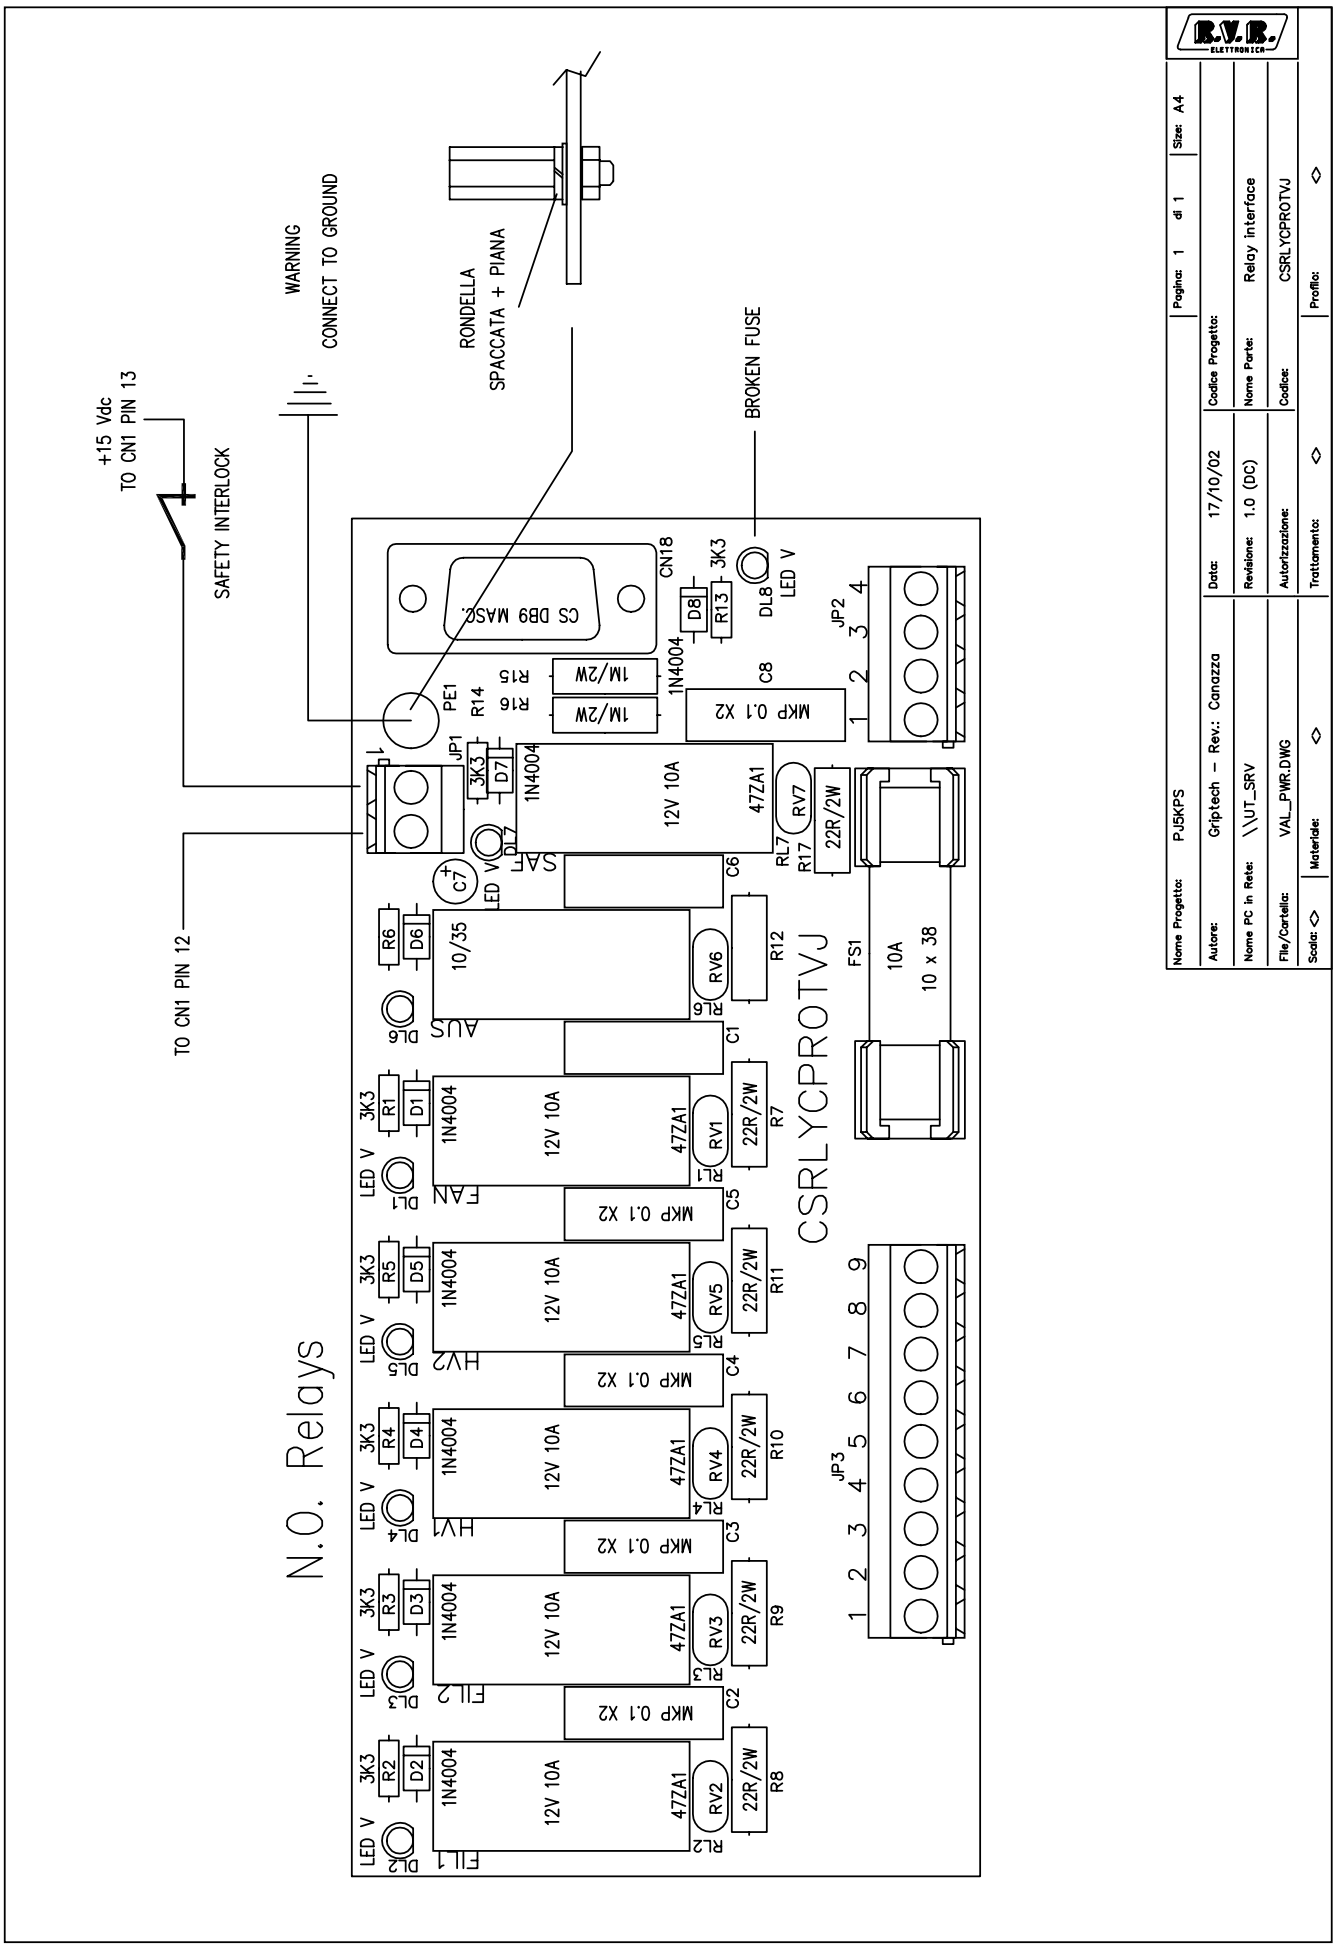 N.O. Relays
+15 Vdc
TO CN1 PIN 13
SAFETY INTERLOCK
TO CN1 PIN 12
WARNING
CONNECT TO GROUND
RONDELLA
SPACCATA + PIANA
BROKEN FUSE
LED V
DL2
3K3
R2
D2
FIL1
1N4004
12V 10A
47ZA1
RV2
RL2
22R/2W
R8
MKP 0.1 X2
C2
LED V
DL3
3K3
R3
D3
FIL2
1N4004
12V 10A
47ZA1
RV3
RL3
22R/2W
R9
MKP 0.1 X2
C3
LED V
DL4
3K3
R4
D4
HV1
1N4004
12V 10A
47ZA1
RV4
RL4
22R/2W
R10
MKP 0.1 X2
C4
LED V
DL5
3K3
R5
D5
HV2
1N4004
12V 10A
47ZA1
RV5
RL5
22R/2W
R11
MKP 0.1 X2
C5
LED V
DL1
3K3
R1
D1
FAN
1N4004
12V 10A
47ZA1
RV1
RL1
22R/2W
R7
C1
DL6
R6
D6
AUS
10/35
RV6
RL6
R12
C6
+
C7
LED V
DL7
SAF
1
JP1
3K3
R14
D7
1N4004
12V 10A
47ZA1
RV7
RL7
R17
22R/2W
PE1
R15
R16
1M/2W
1M/2W
MKP 0.1 X2
C8
CS DB9 MASC.
CN18
1N4004
D8
R13
3K3
DL8
LED V
CSRLYCPROTVJ
FS1
10A
10 x 38
JP2
1 2 3 4
JP3
1 2 3 4 5 6 7 8 9
R.V.R.
ELETTRONICA
Nome Progetto: PJ5KPS
Pagina: 1 di 1
Size: A4
Autore: Griptech - Rev.: Canazza
Data: 17/10/02
Codice Progetto:
Nome PC in Rete: \\UT_SRV
Revisione: 1.0 (DC)
Nome Parte: Relay interface
File/Cartella: VAL_PWR.DWG
Autorizzazione:
Codice: CSRLYCPROTVJ
Scala: <>
Materiale: <>
Trattamento: <>
Profilo: <>